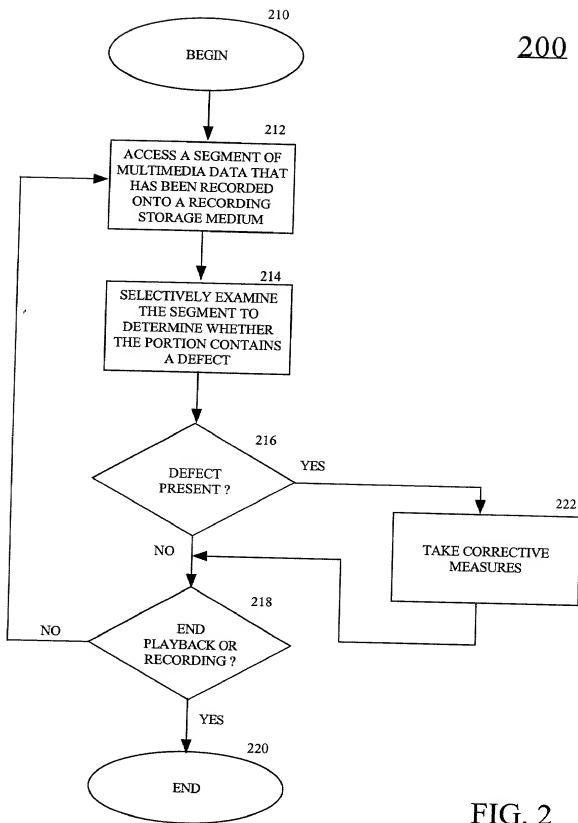 210
200
BEGIN
212
ACCESS A SEGMENT OF
MULTIMEDIA DATA THAT
HAS BEEN RECORDED
ONTO A RECORDING
STORAGE MEDIUM
214
SELECTIVELY EXAMINE
THE SEGMENT TO
DETERMINE WHETHER
THE PORTION CONTAINS
A DEFECT
216
YES
DEFECT
PRESENT ?
222
TAKE CORRECTIVE
MEASURES
NO
218
NO
END
PLAYBACK OR
RECORDING ?
YES
220
END
FIG. 2